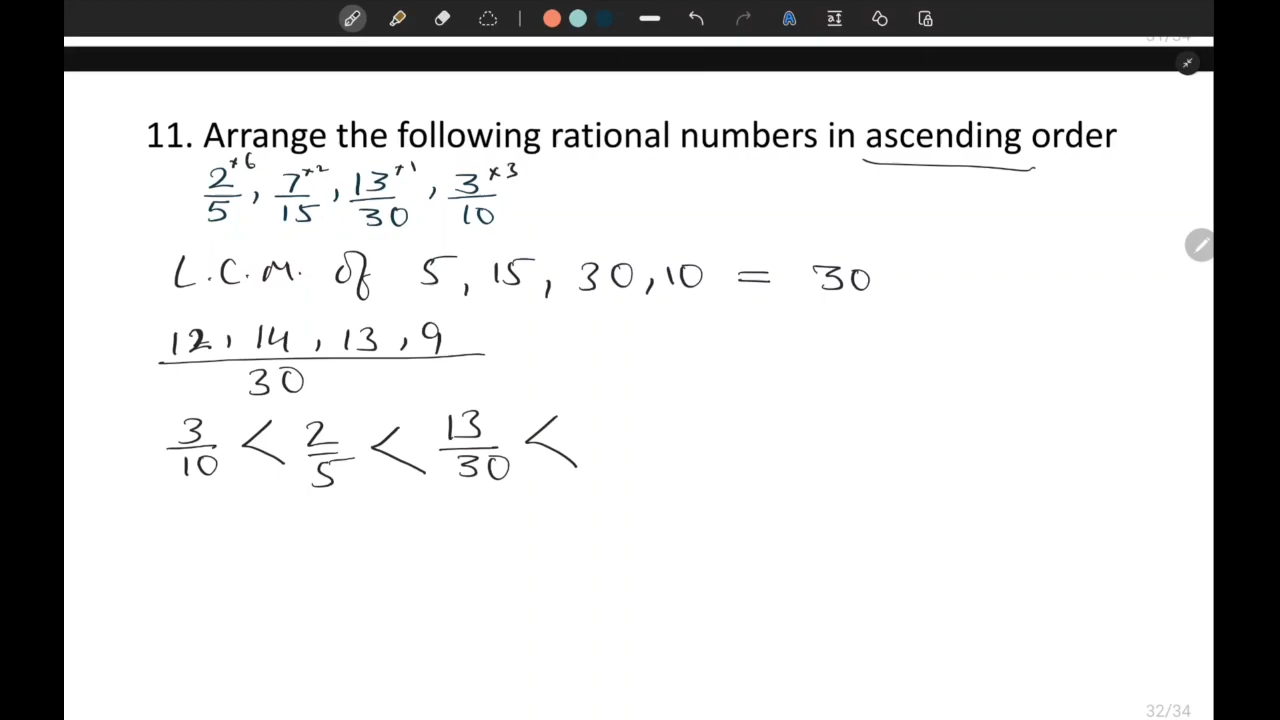 31/34
11. Arrange the following rational numbers in ascending order
2/5 ×6, 7/15 ×2, 13/30 ×1, 3/10 ×3
L.C.M. of 5, 15, 30, 10 = 30
12, 14, 13, 9 / 30
3/10 < 2/5 < 13/30 <
32/34